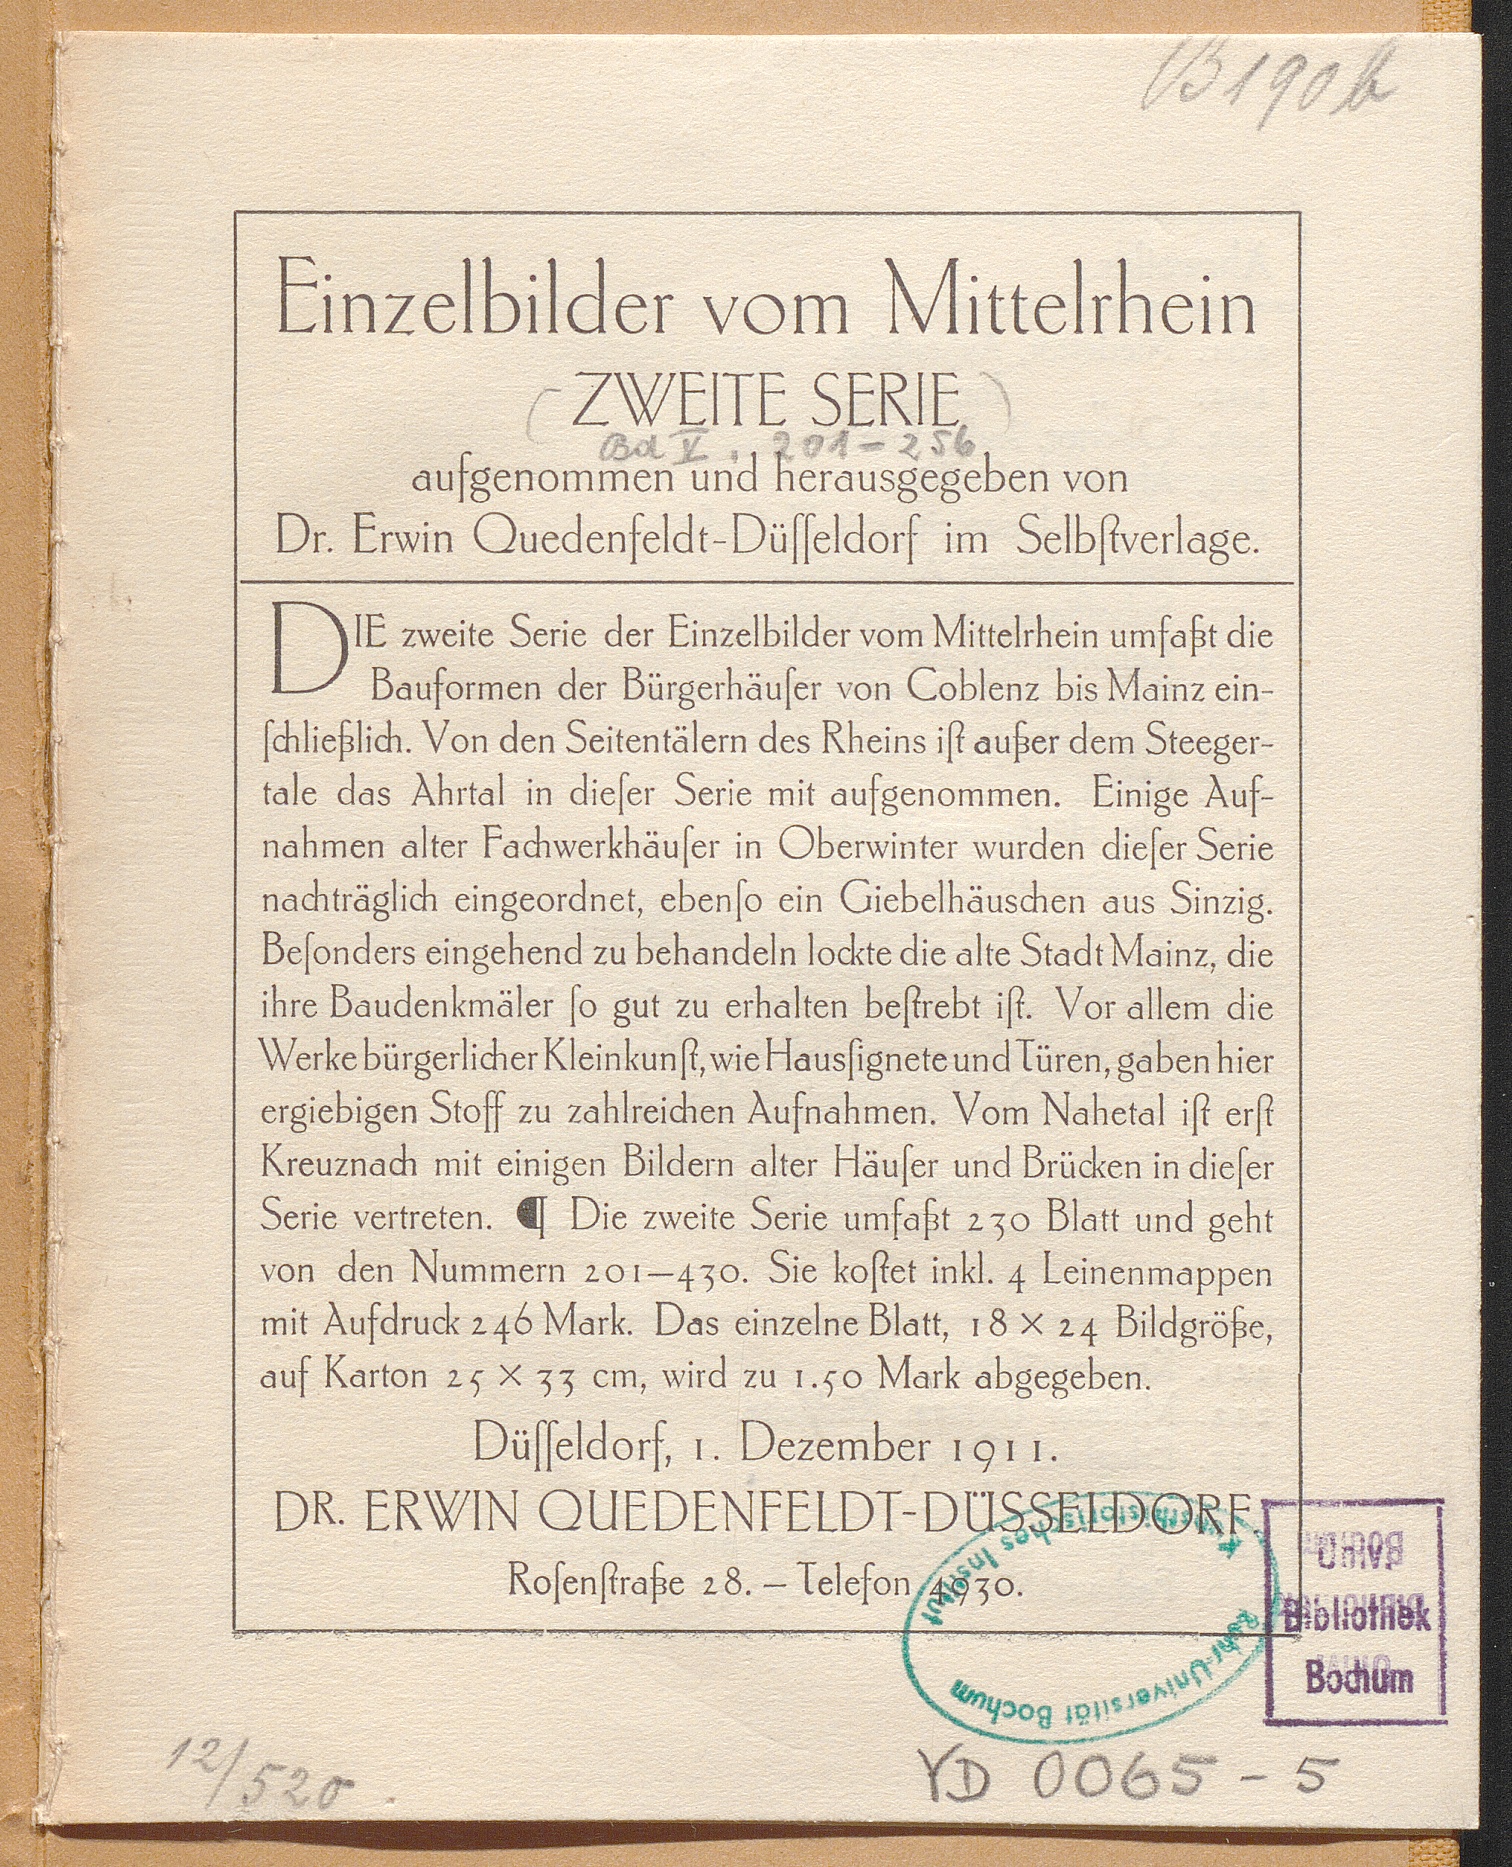 B 190 b
Einzelbilder vom Mittelrhein
(ZWEITE SERIE)
Bd V. 201-256
aufgenommen und herausgegeben von
Dr. Erwin Quedenfeldt-Düſſeldorf im Selbſtverlage.
DIE zweite Serie der Einzelbilder vom Mittelrhein umfaßt die
Bauformen der Bürgerhäuſer von Coblenz bis Mainz ein-
ſchließlich. Von den Seitentälern des Rheins iſt außer dem Steeger-
tale das Ahrtal in dieſer Serie mit aufgenommen. Einige Auf-
nahmen alter Fachwerkhäuſer in Oberwinter wurden dieſer Serie
nachträglich eingeordnet, ebenſo ein Giebelhäuschen aus Sinzig.
Beſonders eingehend zu behandeln lockte die alte Stadt Mainz, die
ihre Baudenkmäler ſo gut zu erhalten beſtrebt iſt. Vor allem die
Werke bürgerlicher Kleinkunſt, wie Hausſignete und Türen, gaben hier
ergiebigen Stoff zu zahlreichen Aufnahmen. Vom Nahetal iſt erſt
Kreuznach mit einigen Bildern alter Häuſer und Brücken in dieſer
Serie vertreten. ¶ Die zweite Serie umfaßt 230 Blatt und geht
von den Nummern 201—430. Sie koſtet inkl. 4 Leinenmappen
mit Aufdruck 246 Mark. Das einzelne Blatt, 18 × 24 Bildgröße,
auf Karton 25 × 33 cm, wird zu 1.50 Mark abgegeben.
Düſſeldorf, 1. Dezember 1911.
DR. ERWIN QUEDENFELDT-DÜSSELDORF.
Roſenſtraße 28. – Telefon 4930.
Kunsthistorisches Institut
Ruhr-Universität Bochum
Bibliothek
Bochum
12/520.
YD 0065-5